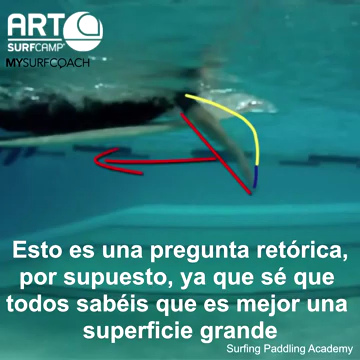 ART
SURFCAMP®
MYSURFCOACH
Esto es una pregunta retórica,
por supuesto, ya que sé que
todos sabéis que es mejor una
superficie grande
Surfing Paddling Academy